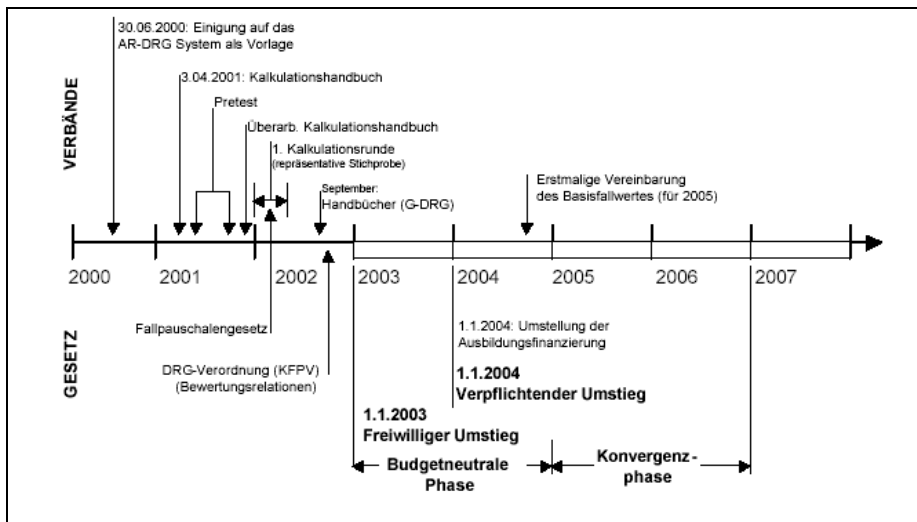 30.06.2000: Einigung auf das
AR-DRG System als Vorlage
3.04.2001: Kalkulationshandbuch
Pretest
Überarb. Kalkulationshandbuch
1. Kalkulationsrunde
(repräsentative Stichprobe)
September:
Handbücher (G-DRG)
Erstmalige Vereinbarung
des Basisfallwertes (für 2005)
VERBÄNDE
2000 2001 2002 2003 2004 2005 2006 2007
GESETZ
Fallpauschalengesetz
DRG-Verordnung (KFPV)
(Bewertungsrelationen)
1.1.2004: Umstellung der
Ausbildungsfinanzierung
1.1.2004
Verpflichtender Umstieg
1.1.2003
Freiwilliger Umstieg
Budgetneutrale
Phase
Konvergenz-
phase